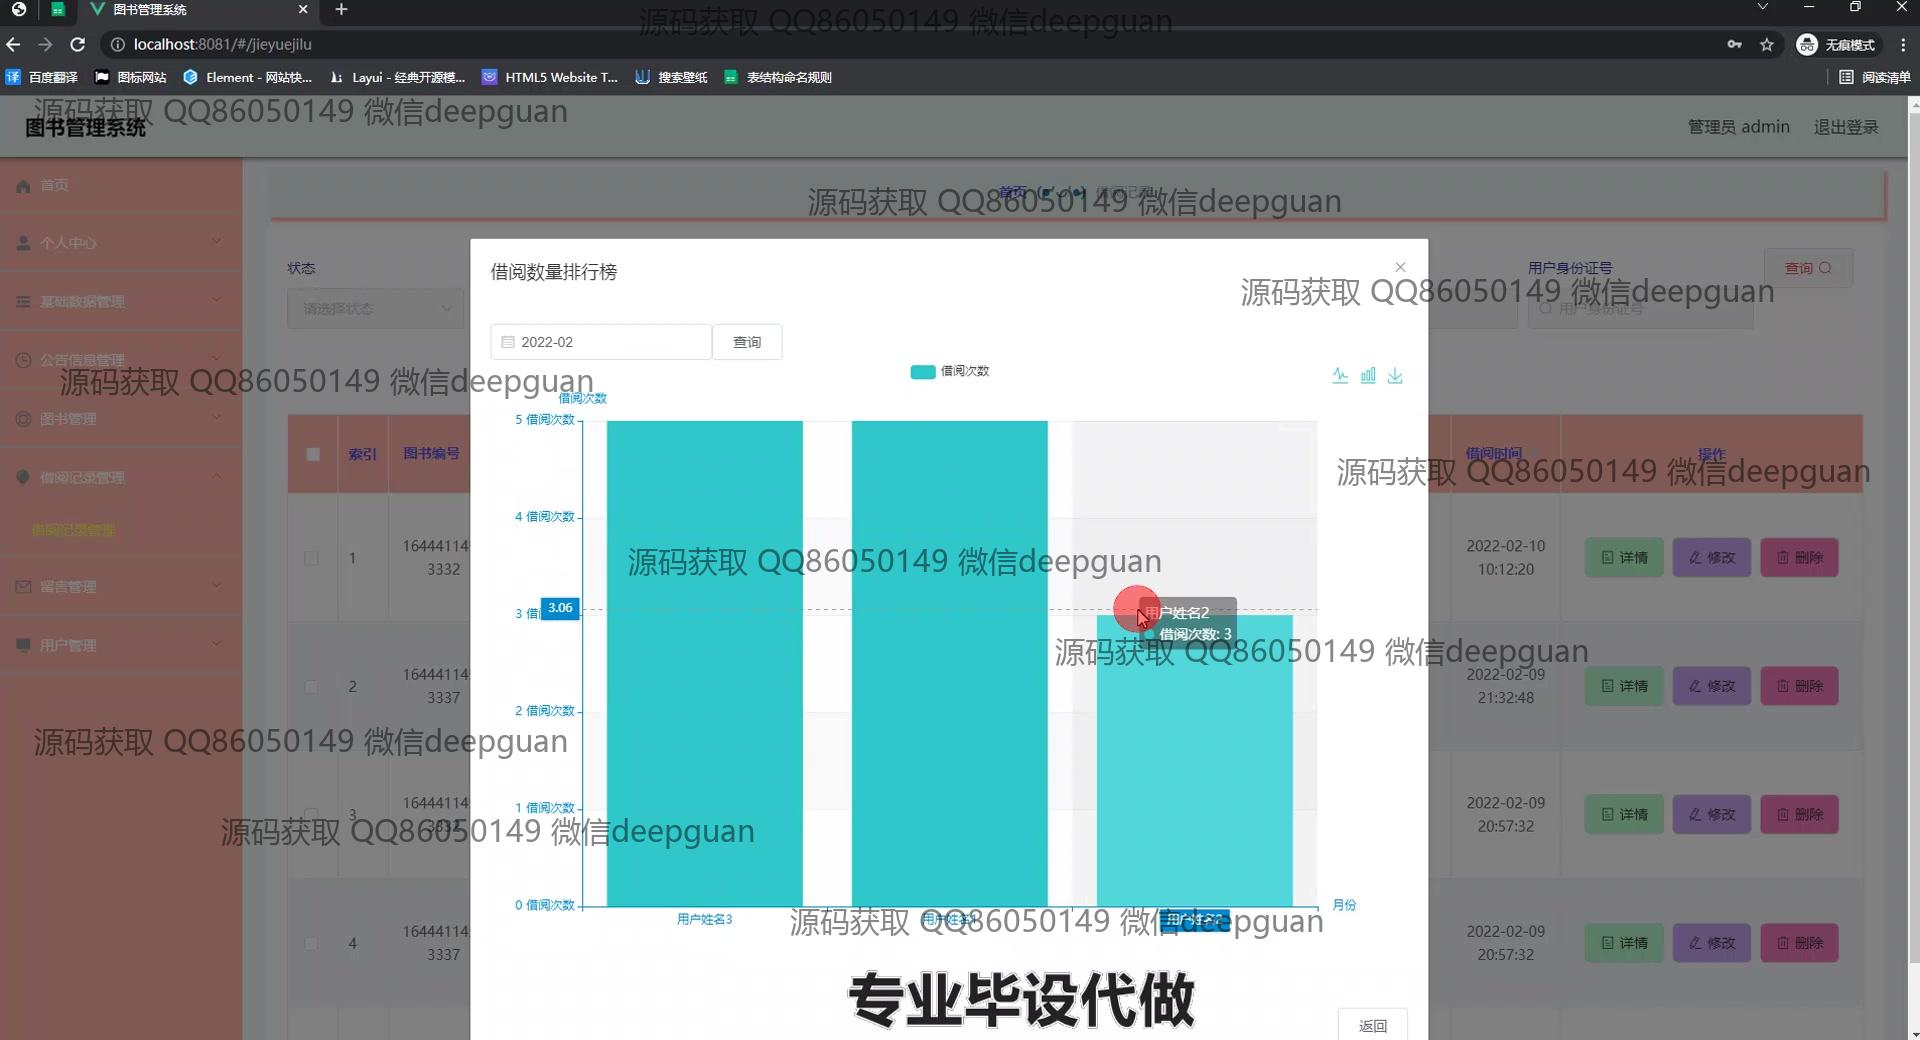 图书管理系统
localhost:8081/#/jieyuejilu
无痕模式
百度翻译
图标网站
Element - 网站快...
Layui - 经典开源模...
HTML5 Website T...
搜索壁纸
表结构命名规则
阅读清单
源码获取 QQ86050149 微信deepguan
源码获取 QQ86050149 微信deepguan
图书管理系统
管理员 admin
退出登录
首页
个人中心
基础数据管理
公告信息管理
图书管理
借阅记录管理
借阅记录管理
留言管理
用户管理
首页
借阅记录
源码获取 QQ86050149 微信deepguan
状态
请选择状态
用户身份证号
用户身份证号
查询
源码获取 QQ86050149 微信deepguan
借阅数量排行榜
2022-02
查询
借阅次数
源码获取 QQ86050149 微信deepguan
借阅次数
5 借阅次数
4 借阅次数
3.06
2 借阅次数
1 借阅次数
0 借阅次数
用户姓名2
借阅次数: 3
用户姓名3
月份
索引
图书编号
借阅时间
操作
源码获取 QQ86050149 微信deepguan
1
16444114
3332
2022-02-10
10:12:20
详情
修改
删除
源码获取 QQ86050149 微信deepguan
源码获取 QQ86050149 微信deepguan
2
16444114
3337
2022-02-09
21:32:48
详情
修改
删除
源码获取 QQ86050149 微信deepguan
3
16444114
3332
2022-02-09
20:57:32
详情
修改
删除
源码获取 QQ86050149 微信deepguan
4
16444114
3337
2022-02-09
20:57:32
详情
修改
删除
源码获取 QQ86050149 微信deepguan
专业毕设代做
返回